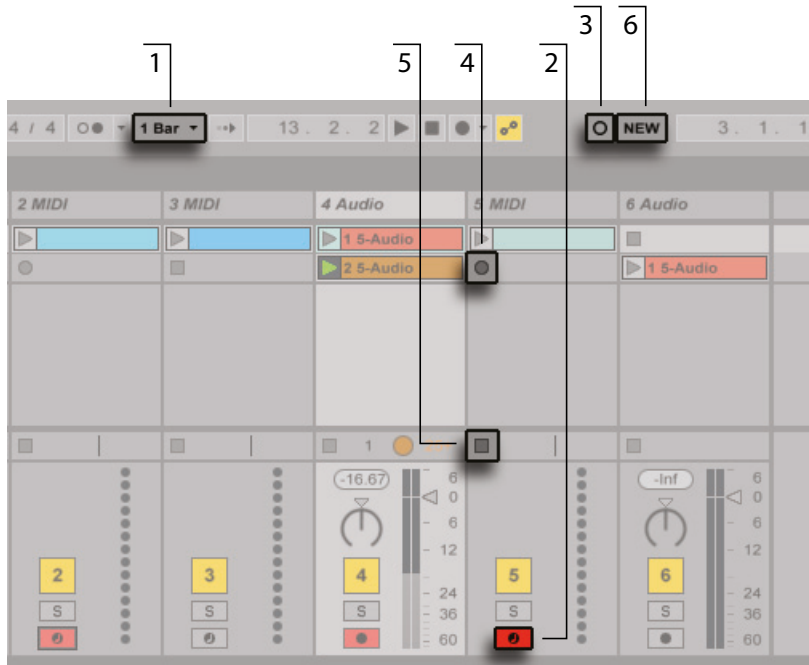 3 6
1 5 4 2
4 / 4 1 Bar 13 . 2 . 2 NEW 3 . 1 . 1
2 MIDI 3 MIDI 4 Audio 5 MIDI 6 Audio
1 5-Audio
2 5-Audio 1 5-Audio
1
-16.67 6 -Inf 6
0 0
6 6
12 12
2 3 4 5 6
24 24
S S S 36 S S 36
60 60